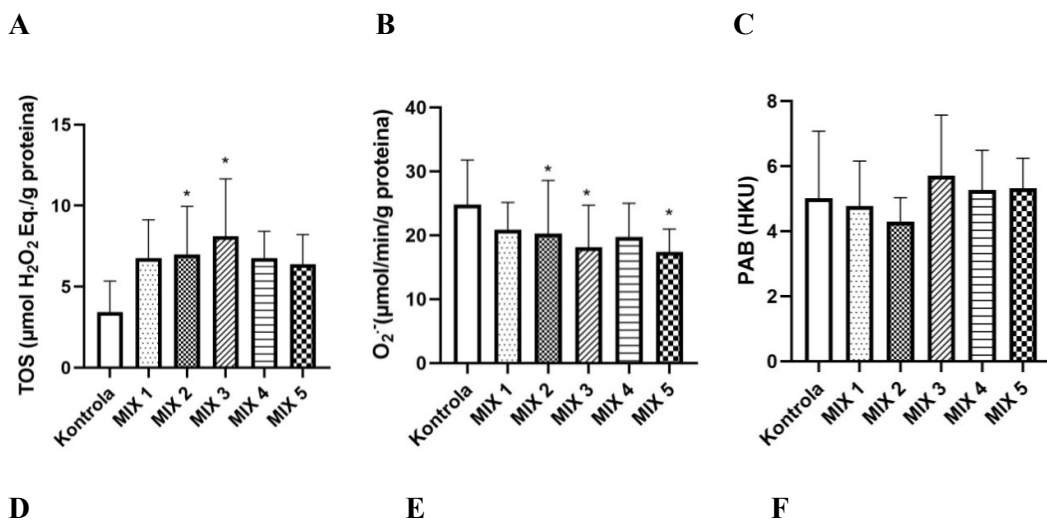 A B C
TOS (µmol H₂O₂ Eq./g proteina)
15
10
5
0
* *
Kontrola MIX 1 MIX 2 MIX 3 MIX 4 MIX 5
O₂·⁻(µmol/min/g proteina)
40
30
20
10
0
* * *
Kontrola MIX 1 MIX 2 MIX 3 MIX 4 MIX 5
PAB (HKU)
8
6
4
2
0
Kontrola MIX 1 MIX 2 MIX 3 MIX 4 MIX 5
D E F